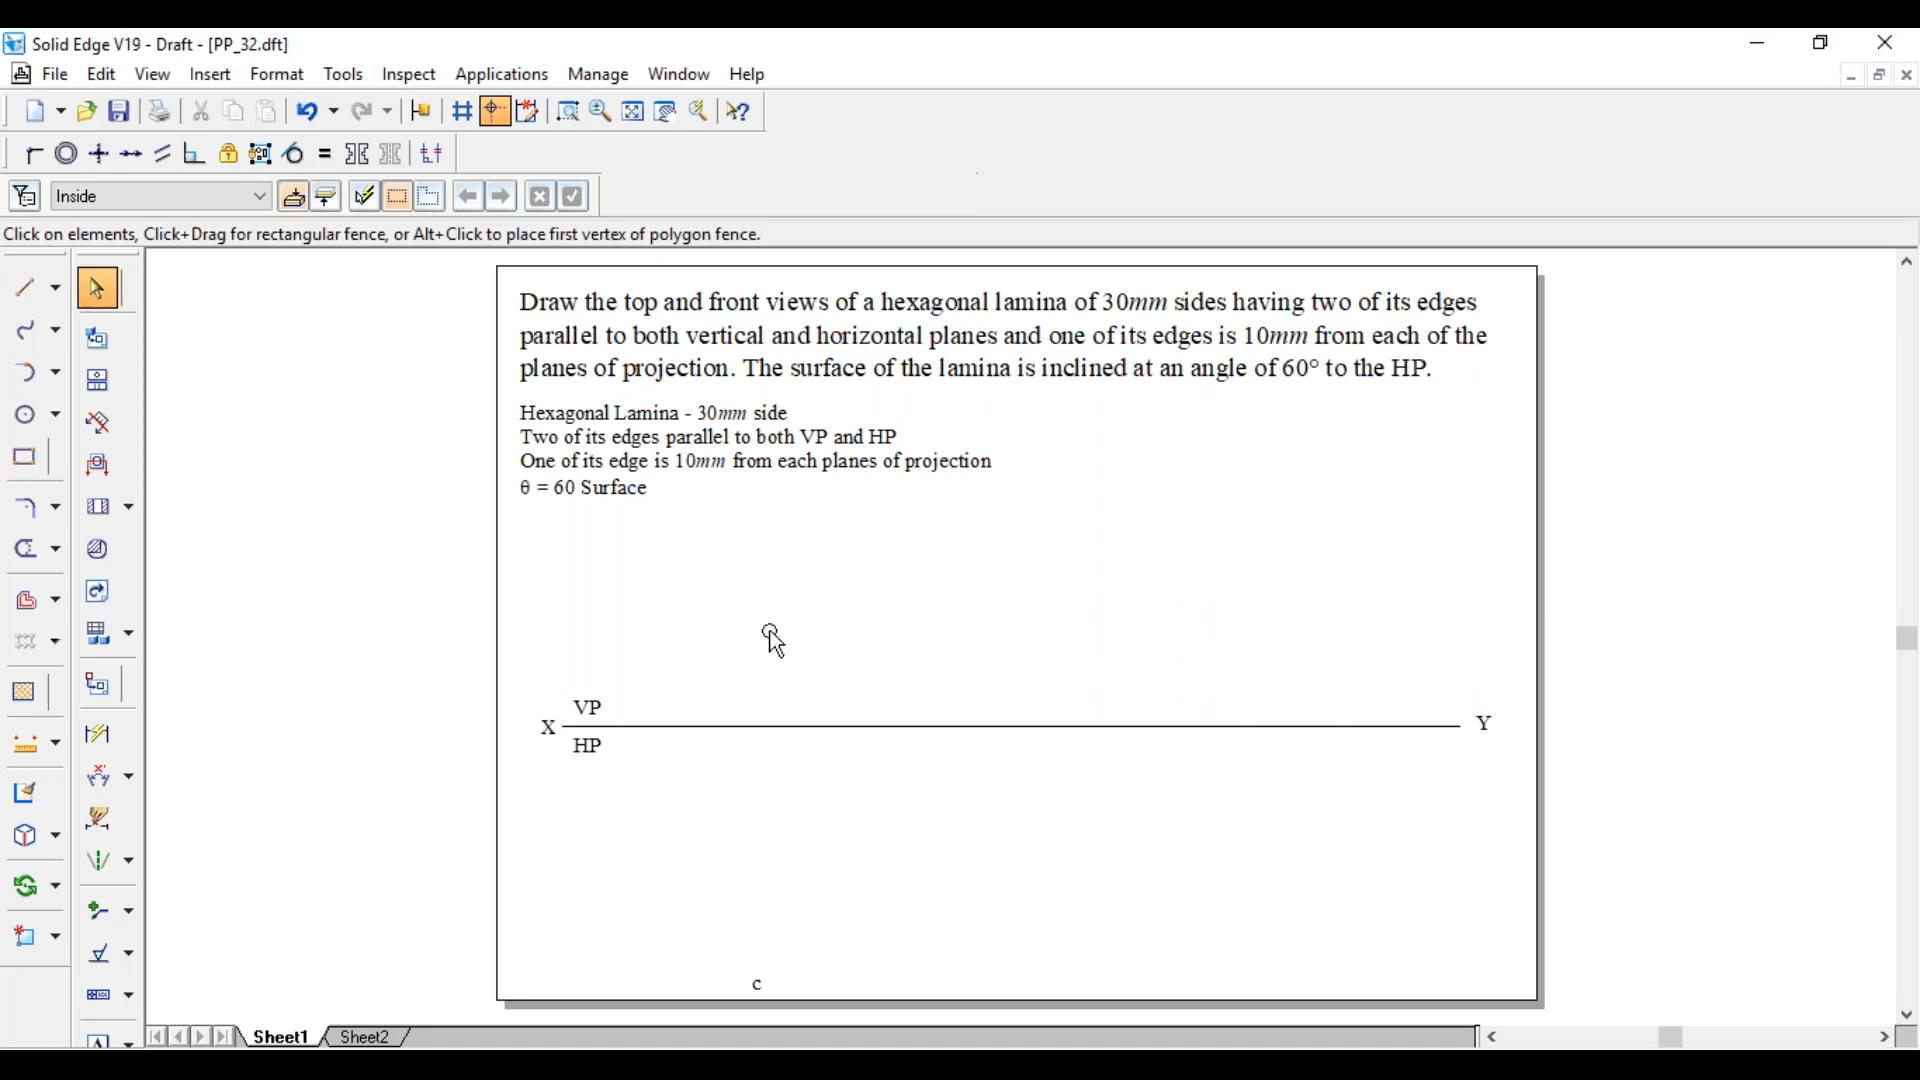 Solid Edge V19 - Draft - [PP_32.dft]
File Edit View Insert Format Tools Inspect Applications Manage Window Help
Inside
Click on elements, Click+Drag for rectangular fence, or Alt+Click to place first vertex of polygon fence.
Draw the top and front views of a hexagonal lamina of 30mm sides having two of its edges
parallel to both vertical and horizontal planes and one of its edges is 10mm from each of the
planes of projection. The surface of the lamina is inclined at an angle of 60° to the HP.
Hexagonal Lamina - 30mm side
Two of its edges parallel to both VP and HP
One of its edge is 10mm from each planes of projection
θ = 60 Surface
VP
X Y
HP
c
Sheet1 Sheet2